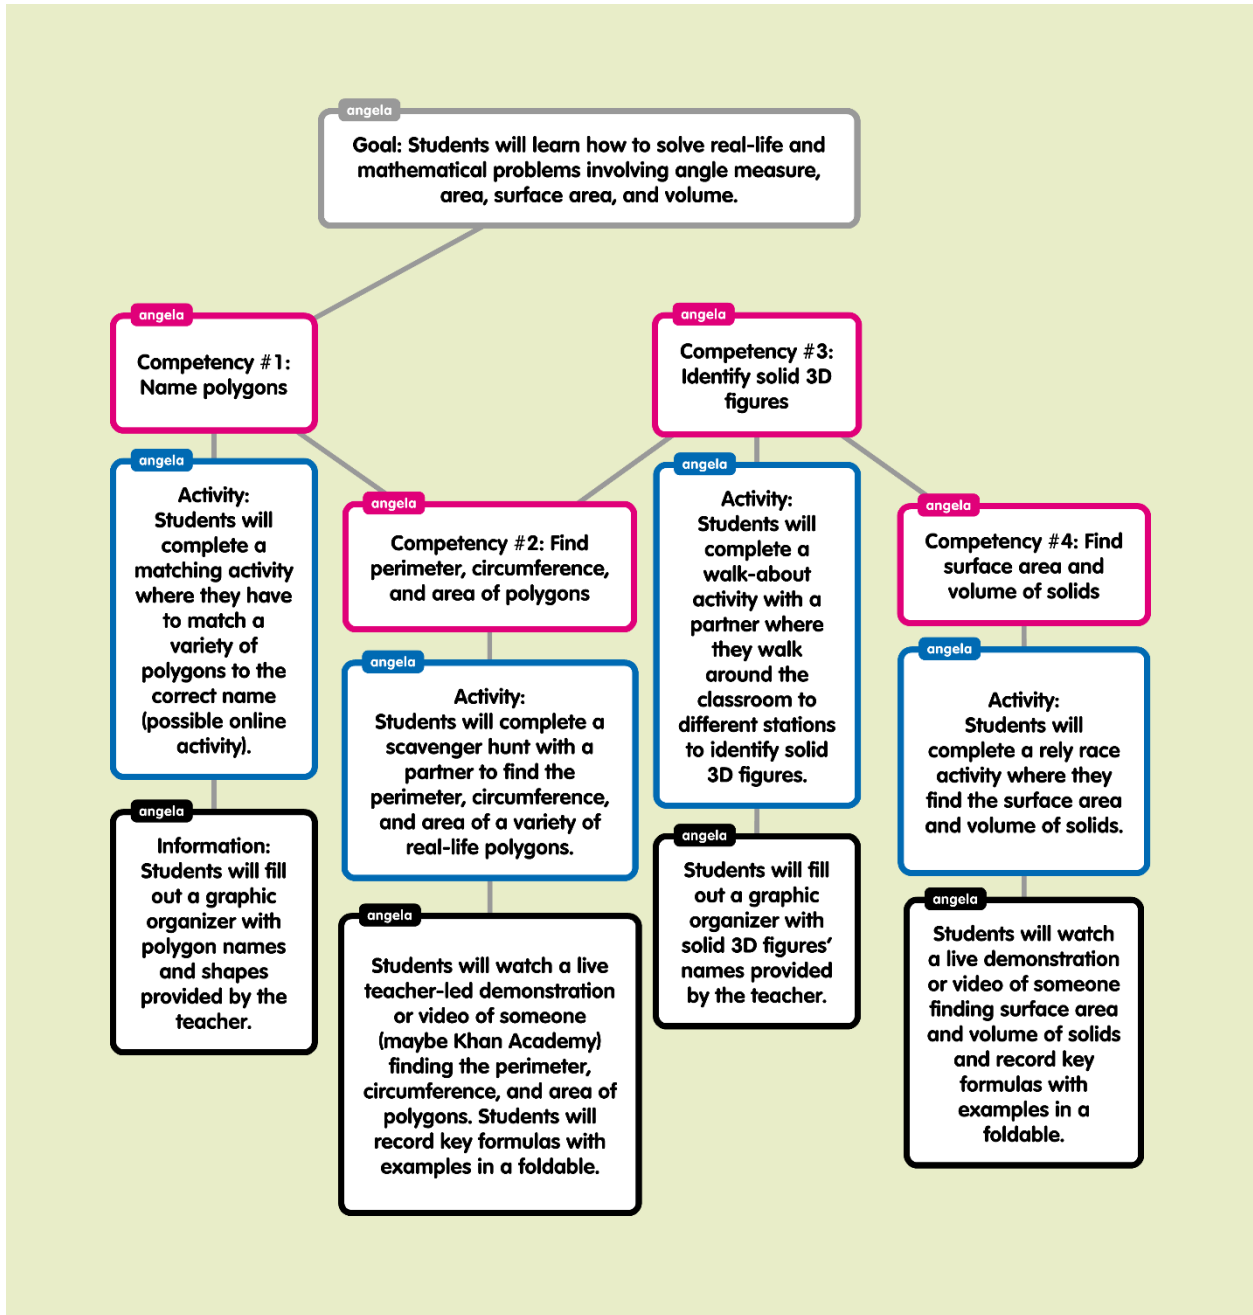 angela
Goal: Students will learn how to solve real-life and
mathematical problems involving angle measure,
area, surface area, and volume.
angela
Competency #1:
Name polygons
angela
Activity:
Students will
complete a
matching activity
where they have
to match a
variety of
polygons to the
correct name
(possible online
activity).
angela
Information:
Students will fill
out a graphic
organizer with
polygon names
and shapes
provided by the
teacher.
angela
Competency #2: Find
perimeter, circumference,
and area of polygons
angela
Activity:
Students will complete a
scavenger hunt with a
partner to find the
perimeter, circumference,
and area of a variety of
real-life polygons.
angela
Students will watch a live
teacher-led demonstration
or video of someone
(maybe Khan Academy)
finding the perimeter,
circumference, and area of
polygons. Students will
record key formulas with
examples in a foldable.
angela
Competency #3:
Identify solid 3D
figures
angela
Activity:
Students will
complete a
walk-about
activity with a
partner where
they walk
around the
classroom to
different stations
to identify solid
3D figures.
angela
Students will fill
out a graphic
organizer with
solid 3D figures'
names provided
by the teacher.
angela
Competency #4: Find
surface area and
volume of solids
angela
Activity:
Students will
complete a rely race
activity where they
find the surface area
and volume of solids.
angela
Students will watch
a live demonstration
or video of someone
finding surface area
and volume of solids
and record key
formulas with
examples in a
foldable.